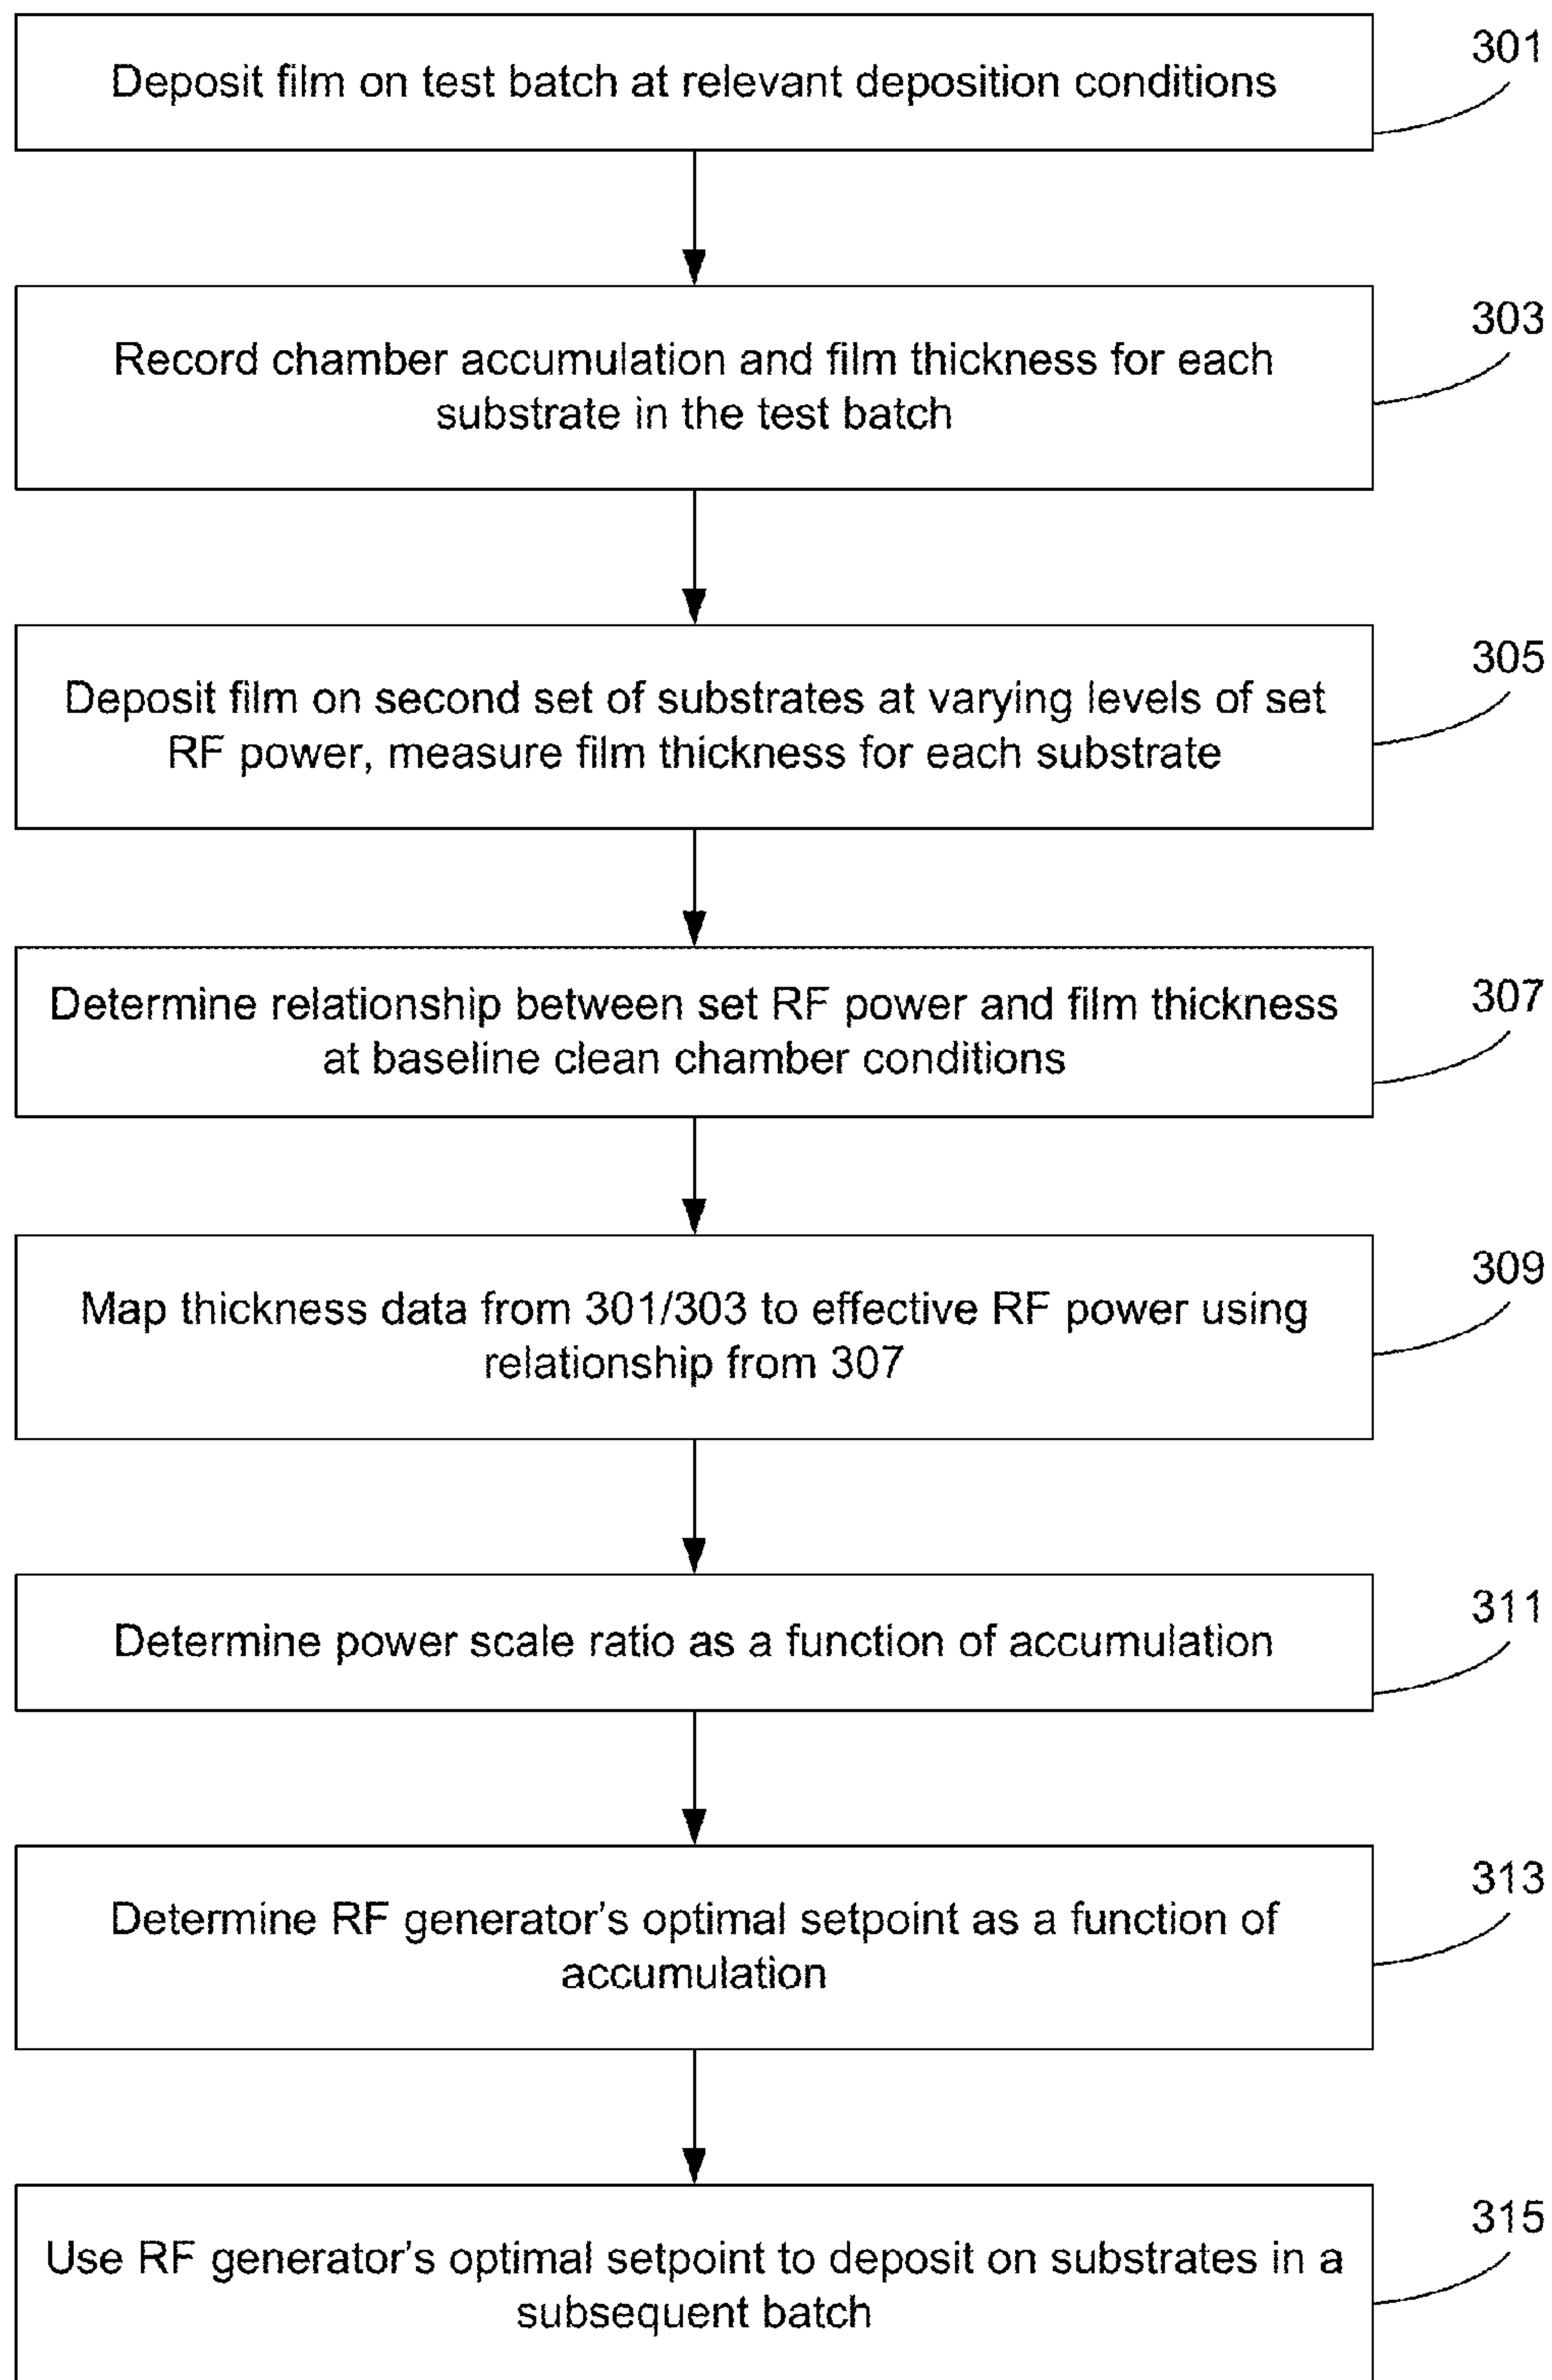 Deposit film on test batch at relevant deposition conditions
301
Record chamber accumulation and film thickness for each
substrate in the test batch
303
Deposit film on second set of substrates at varying levels of set
RF power, measure film thickness for each substrate
305
Determine relationship between set RF power and film thickness
at baseline clean chamber conditions
307
Map thickness data from 301/303 to effective RF power using
relationship from 307
309
Determine power scale ratio as a function of accumulation
311
Determine RF generator's optimal setpoint as a function of
accumulation
313
Use RF generator's optimal setpoint to deposit on substrates in a
subsequent batch
315